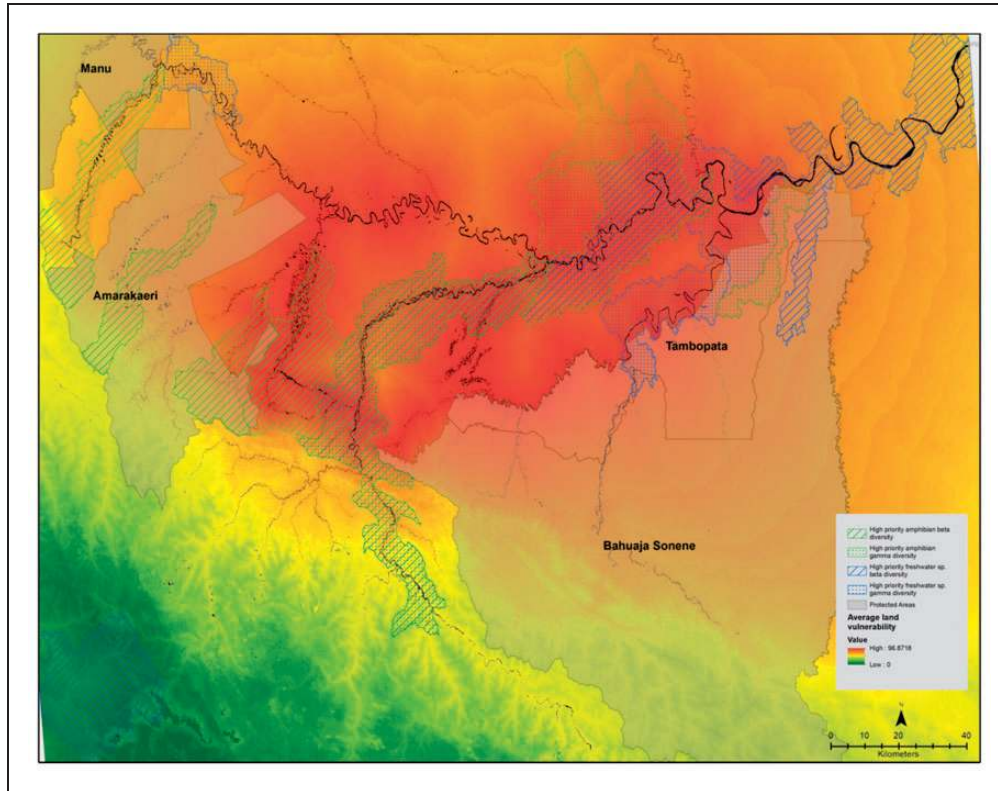 Manu
Amarakaeri
Tambopata
Bahuaja Sonene
High priority amphibian beta
diversity
High priority amphibian
gamma diversity
High priority freshwater sp.
beta diversity
High priority freshwater sp.
gamma diversity
Protected Areas
Average land
vulnerability
Value
High : 96.8718
Low : 0
N
0 10 20 40
Kilometers